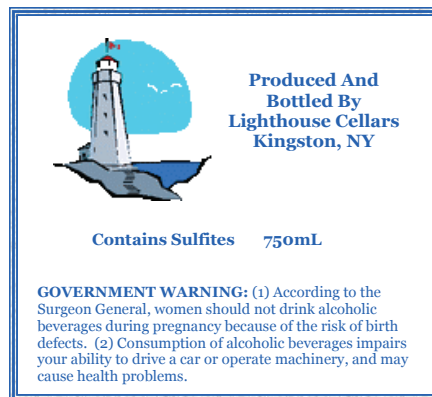 Produced And
Bottled By
Lighthouse Cellars
Kingston, NY
Contains Sulfites 750mL
GOVERNMENT WARNING: (1) According to the
Surgeon General, women should not drink alcoholic
beverages during pregnancy because of the risk of birth
defects. (2) Consumption of alcoholic beverages impairs
your ability to drive a car or operate machinery, and may
cause health problems.